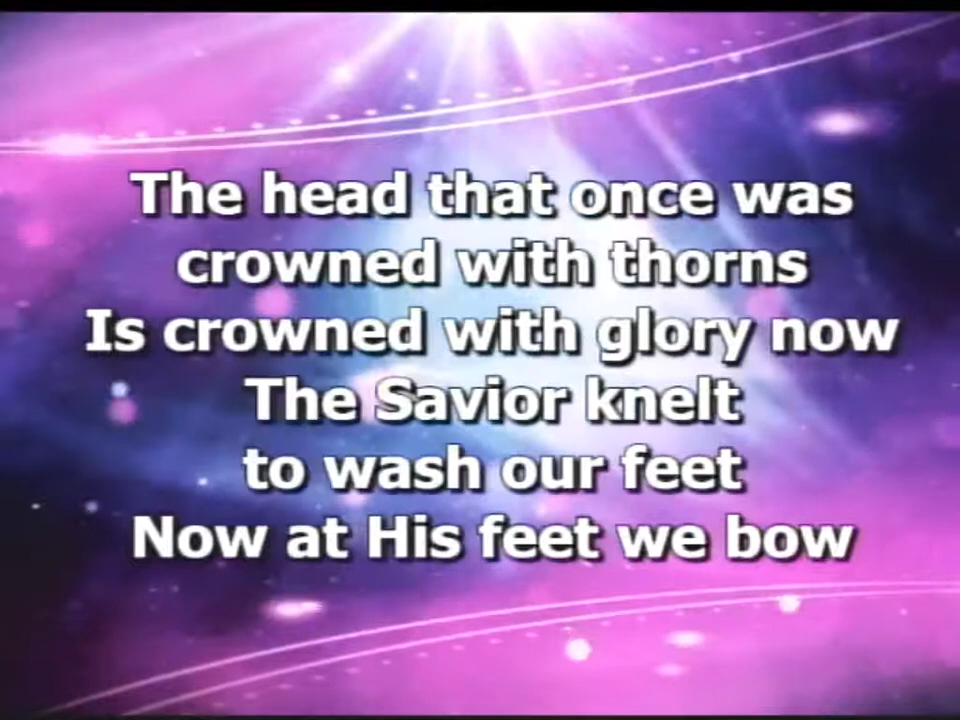 The head that once was
crowned with thorns
Is crowned with glory now
The Savior knelt
to wash our feet
Now at His feet we bow